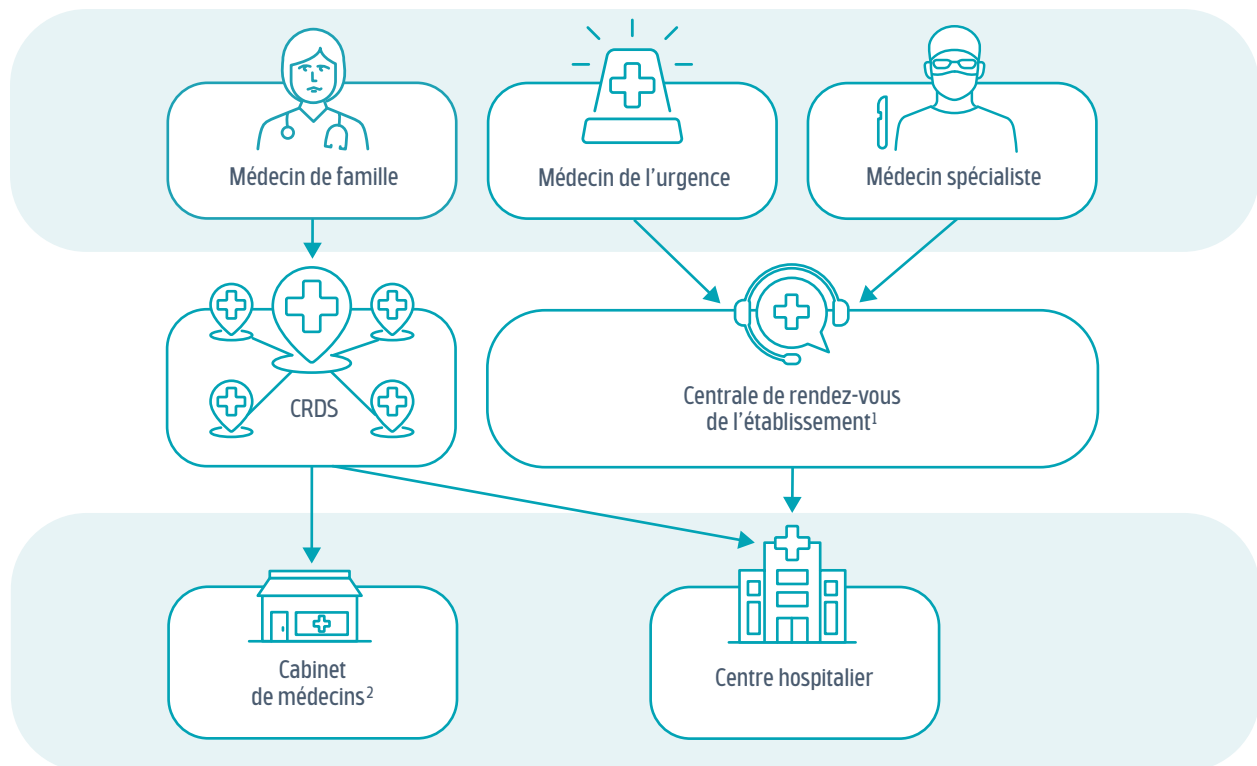 Médecin de famille
Médecin de l'urgence
Médecin spécialiste
CRDS
Centrale de rendez-vous
de l'établissement¹
Cabinet
de médecins²
Centre hospitalier